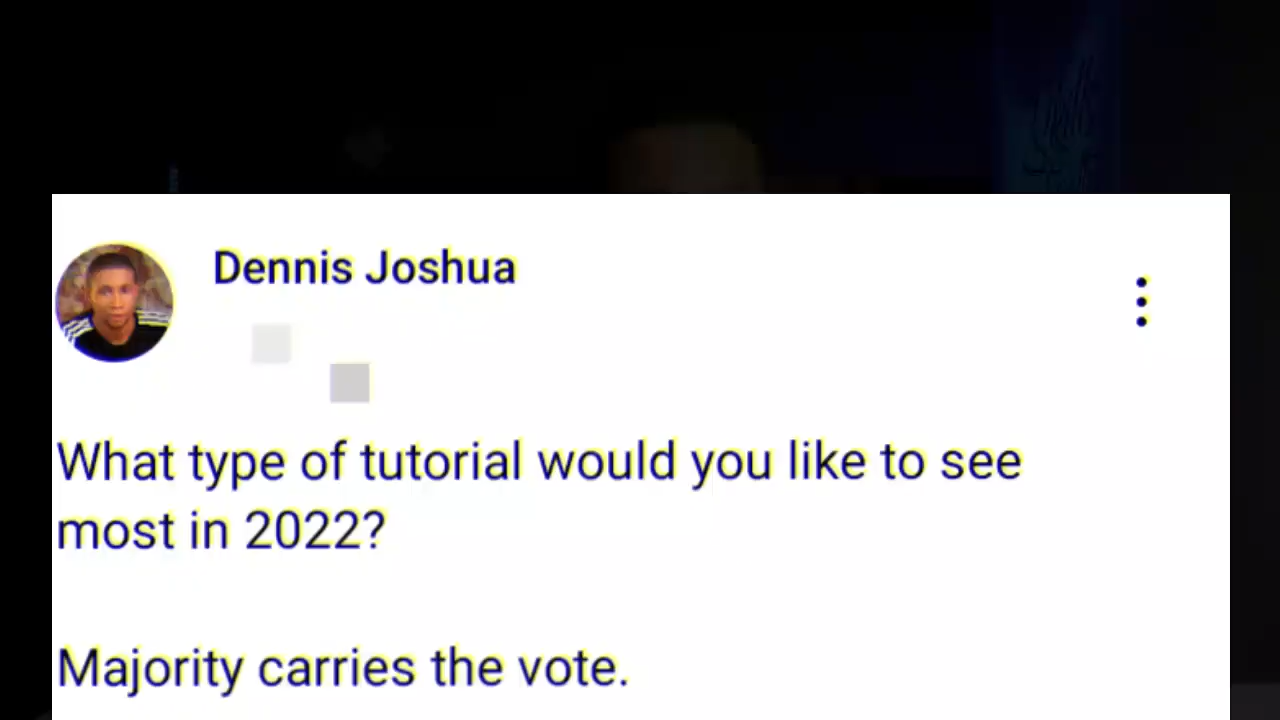 Dennis Joshua
What type of tutorial would you like to see
most in 2022?
Majority carries the vote.